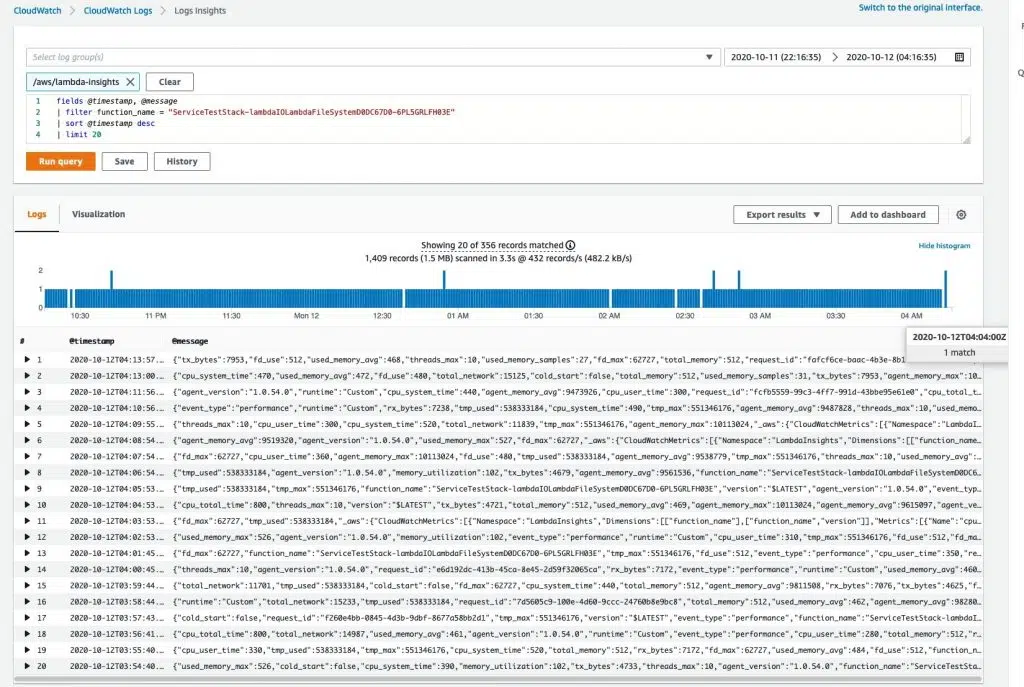 CloudWatch > CloudWatch Logs > Logs Insights
Switch to the original interface.
Select log group(s)
2020-10-11 (22:16:35) > 2020-10-12 (04:16:35)
/aws/lambda-insights X Clear
1 fields @timestamp, @message
2 | filter function_name = "ServiceTestStack-lambdaIOLambdaFileSystemD0DC67D0-6PL5GRLFH03E"
3 | sort @timestamp desc
4 | limit 20
Run query Save History
Logs Visualization Export results Add to dashboard
Showing 20 of 356 records matched
1,409 records (1.5 MB) scanned in 3.3s @ 432 records/s (482.2 kB/s)
Hide histogram
2
1
0
10:30 11 PM 11:30 Mon 12 12:30 01 AM 01:30 02 AM 02:30 03 AM 03:30 04 AM
2020-10-12T04:04:00Z
1 match
# @timestamp @message
1 2020-10-12T04:13:57... {"tx_bytes":7953,"fd_use":512,"used_memory_avg":468,"threads_max":10,"used_memory_samples":27,"fd_max":62727,"total_memory":512,"request_id":"fafcf6ce-baac-4b3e-8b1
2 2020-10-12T04:13:00... {"cpu_system_time":470,"used_memory_avg":472,"fd_use":480,"total_network":15125,"cold_start":false,"total_memory":512,"used_memory_samples":31,"tx_bytes":7953,"agent_memory_max":10...
3 2020-10-12T04:11:56... {"agent_version":"1.0.54.0","cpu_system_time":440,"agent_memory_avg":9473926,"cpu_user_time":300,"request_id":"fcfb5559-99c3-4ff7-991d-43bbe95e61e0","cpu_total_t...
4 2020-10-12T04:10:56... {"event_type":"performance","runtime":"Custom","rx_bytes":7238,"tmp_used":538333184,"cpu_system_time":490,"tmp_max":551346176,"agent_memory_avg":9487828,"threads_max":10,"used_memo...
5 2020-10-12T04:09:55... {"threads_max":10,"cpu_user_time":300,"cpu_system_time":520,"total_network":11839,"tmp_max":551346176,"agent_memory_max":10113024,"_aws":{"CloudWatchMetrics":[{"Namespace":"LambdaI...
6 2020-10-12T04:08:54... {"agent_memory_avg":9519320,"agent_version":"1.0.54.0","used_memory_max":527,"fd_max":62727,"_aws":{"CloudWatchMetrics":[{"Namespace":"LambdaInsights","Dimensions":[["function_name...
7 2020-10-12T04:07:54... {"fd_max":62727,"cpu_user_time":360,"agent_memory_max":10113024,"fd_use":480,"tmp_used":538333184,"agent_memory_avg":9538779,"tmp_max":551346176,"threads_max":10,"agent_version":"1...
8 2020-10-12T04:06:54... {"tmp_used":538333184,"agent_version":"1.0.54.0","memory_utilization":102,"tx_bytes":4679,"agent_memory_avg":9561536,"function_name":"ServiceTestStack-lambdaIOLambdaFileSystemD0DC6...
9 2020-10-12T04:05:53... {"tmp_used":538333184,"tmp_max":551346176,"function_name":"ServiceTestStack-lambdaIOLambdaFileSystemD0DC67D0-6PL5GRLFH03E","version":"$LATEST","agent_version":"1.0.54.0","event_typ...
10 2020-10-12T04:04:53... {"cpu_total_time":800,"threads_max":10,"version":"$LATEST","tx_bytes":4721,"total_memory":512,"used_memory_avg":469,"agent_memory_max":10113024,"agent_memory_avg":9615097,"agent_ve...
11 2020-10-12T04:03:53... {"fd_max":62727,"tmp_used":538333184,"_aws":{"CloudWatchMetrics":[{"Namespace":"LambdaInsights","Dimensions":[["function_name"],["function_name","version"]],"Metrics":[{"Name":"cpu...
12 2020-10-12T04:02:53... {"used_memory_max":526,"agent_version":"1.0.54.0","memory_utilization":102,"event_type":"performance","runtime":"Custom","cpu_user_time":310,"tmp_max":551346176,"fd_use":512,"fd_ma...
13 2020-10-12T04:01:45... {"fd_max":62727,"function_name":"ServiceTestStack-lambdaIOLambdaFileSystemD0DC67D0-6PL5GRLFH03E","tmp_max":551346176,"fd_use":512,"event_type":"performance","cpu_user_time":350,"re...
14 2020-10-12T04:00:45... {"threads_max":10,"agent_version":"1.0.54.0","request_id":"e6d192dc-413b-45ca-8e45-2d59f32065ca","rx_bytes":7172,"event_type":"performance","runtime":"Custom","used_memory_avg":460...
15 2020-10-12T03:59:44... {"total_network":11701,"tmp_used":538333184,"cold_start":false,"fd_max":62727,"cpu_system_time":440,"total_memory":512,"agent_memory_avg":9811508,"rx_bytes":7076,"tx_bytes":4625,"f...
16 2020-10-12T03:58:44... {"runtime":"Custom","total_network":15233,"tmp_used":538333184,"request_id":"7d5605c9-100e-4d60-9ccc-24760b8e9bc8","total_memory":512,"used_memory_avg":462,"agent_memory_avg":98280...
17 2020-10-12T03:57:43... {"cold_start":false,"request_id":"f260e4bb-0845-4d3b-9dbf-8677a58bb2d1","tmp_max":551346176,"version":"$LATEST","event_type":"performance","function_name":"ServiceTestStack-lambdaI...
18 2020-10-12T03:56:41... {"cpu_total_time":800,"total_network":14987,"used_memory_avg":461,"agent_version":"1.0.54.0","runtime":"Custom","event_type":"performance","cpu_user_time":280,"total_memory":512,"r...
19 2020-10-12T03:55:40... {"cpu_user_time":330,"tmp_used":538333184,"tmp_max":551346176,"cpu_system_time":520,"total_memory":512,"rx_bytes":7172,"fd_max":62727,"used_memory_avg":484,"fd_use":512,"function_n...
20 2020-10-12T03:54:40... {"used_memory_max":526,"cold_start":false,"cpu_system_time":390,"memory_utilization":102,"tx_bytes":4733,"threads_max":10,"agent_version":"1.0.54.0","function_name":"ServiceTestSta...